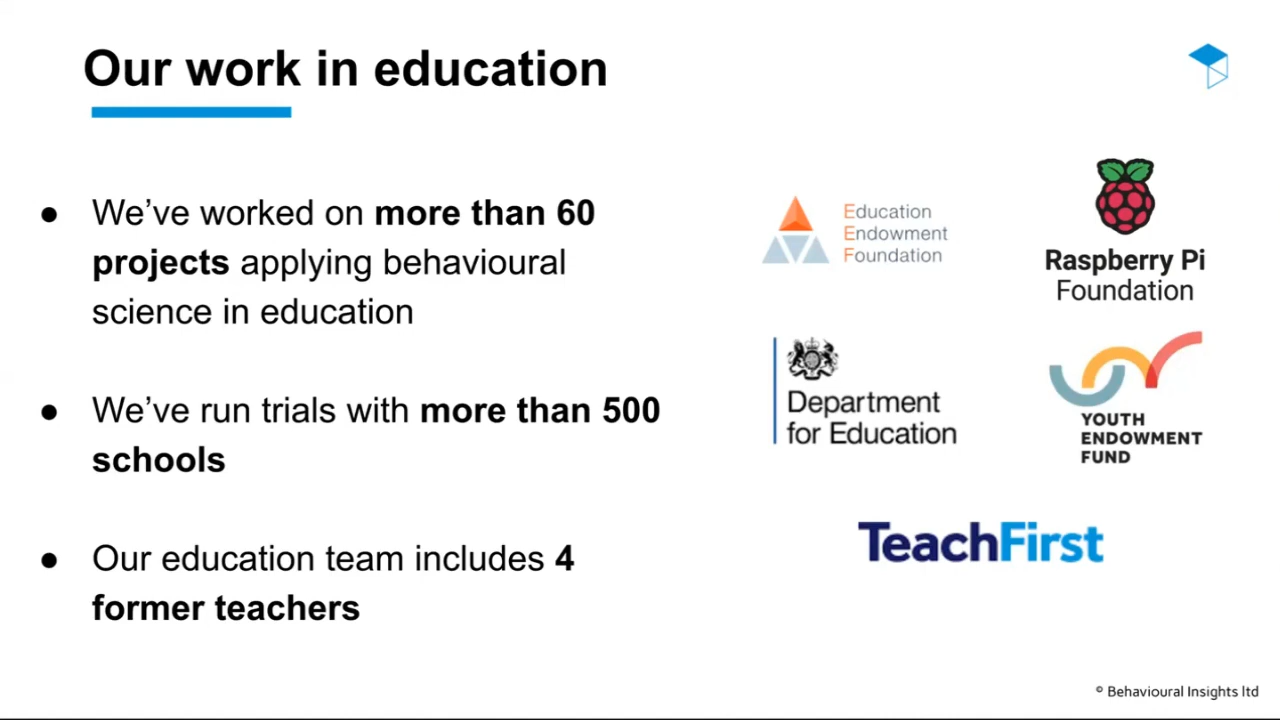 Our work in education
● We’ve worked on more than 60
projects applying behavioural
science in education
● We’ve run trials with more than 500
schools
● Our education team includes 4
former teachers
Education
Endowment
Foundation
Raspberry Pi
Foundation
Department
for Education
YOUTH
ENDOWMENT
FUND
TeachFirst
© Behavioural Insights ltd